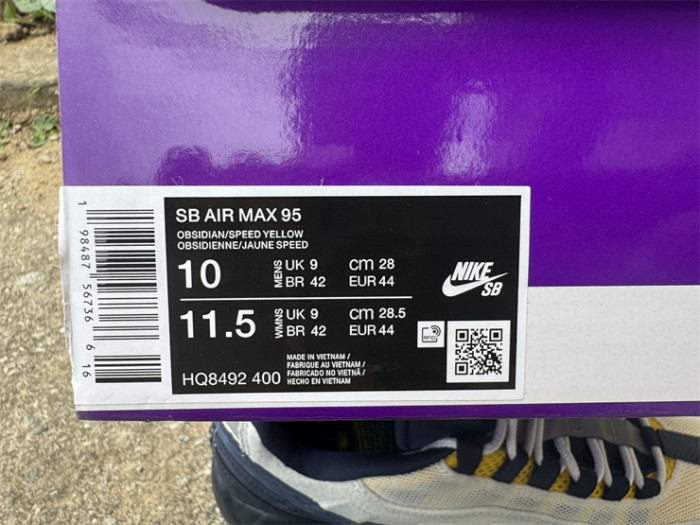 SB AIR MAX 95
OBSIDIAN/SPEED YELLOW
OBSIDIENNE/JAUNE SPEED
10 MENS UK 9 cm 28
BR 42 EUR 44
11.5 WMNS UK 9 cm 28.5
BR 42 EUR 44
HQ8492 400
MADE IN VIETNAM /
FABRIQUE AU VIETNAM /
FABRICADO NO VIETNÃ /
HECHO EN VIETNAM
NIKE
SB
RFID
1 98487 56736 6 16